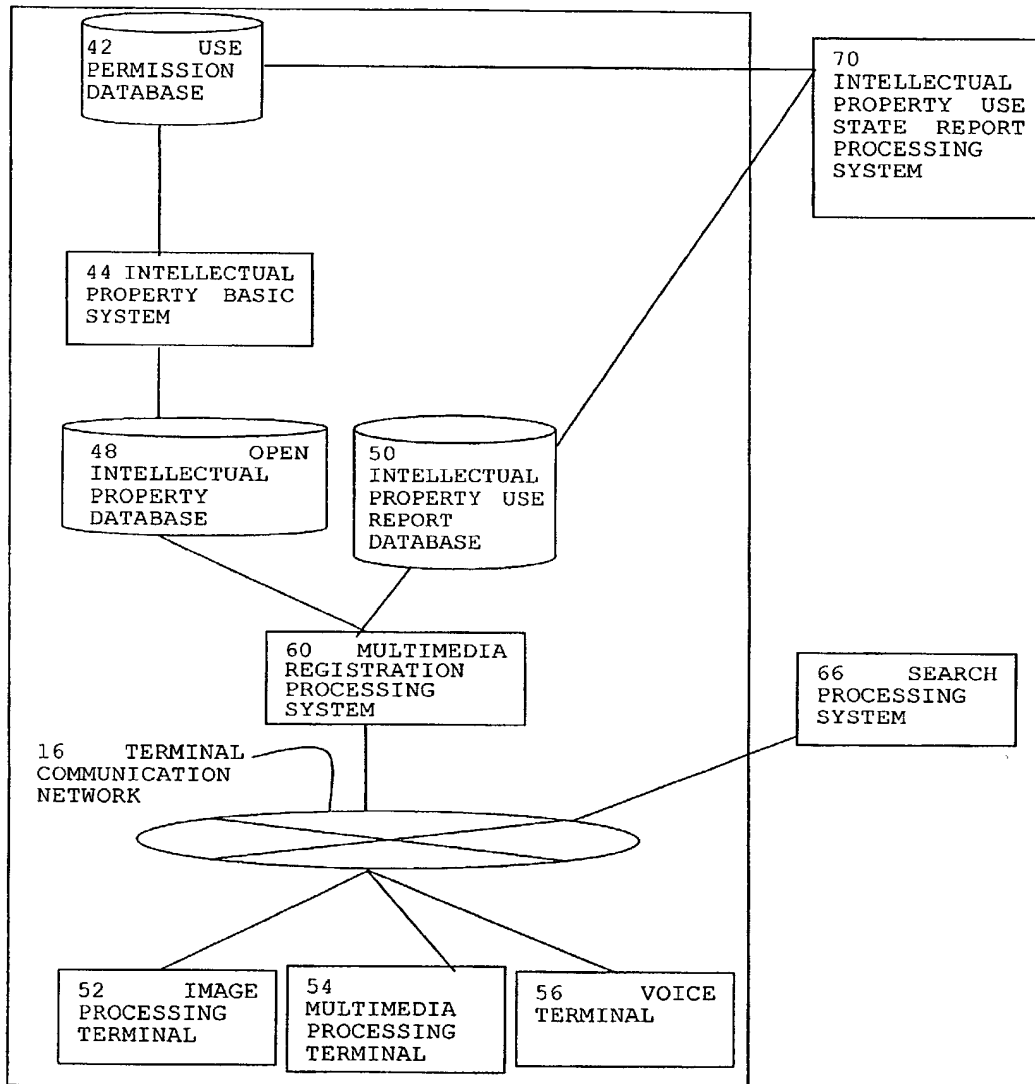 42 USE
PERMISSION
DATABASE
70
INTELLECTUAL
PROPERTY USE
STATE REPORT
PROCESSING
SYSTEM
44 INTELLECTUAL
PROPERTY BASIC
SYSTEM
48 OPEN
INTELLECTUAL
PROPERTY
DATABASE
50
INTELLECTUAL
PROPERTY USE
REPORT
DATABASE
60 MULTIMEDIA
REGISTRATION
PROCESSING
SYSTEM
66 SEARCH
PROCESSING
SYSTEM
16 TERMINAL
COMMUNICATION
NETWORK
52 IMAGE
PROCESSING
TERMINAL
54
MULTIMEDIA
PROCESSING
TERMINAL
56 VOICE
TERMINAL